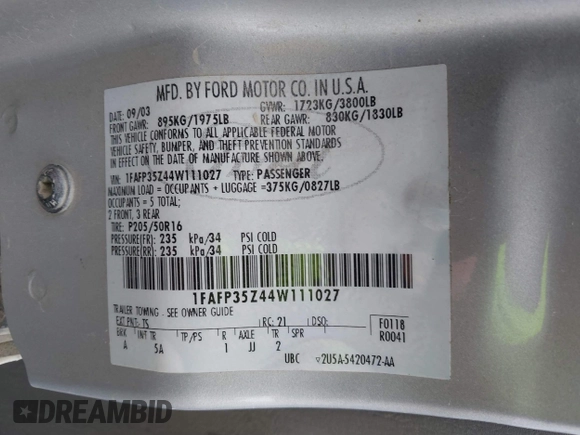 MFD. BY FORD MOTOR CO. IN U.S.A.
DATE: 09/03 GVWR: 1723KG/3800LB
FRONT GAWR: 895KG/1975LB REAR GAWR: 830KG/1830LB
THIS VEHICLE CONFORMS TO ALL APPLICABLE FEDERAL MOTOR
VEHICLE SAFETY, BUMPER, AND THEFT PREVENTION STANDARDS
IN EFFECT ON THE DATE OF MANUFACTURE SHOWN ABOVE.
VIN: 1FAFP35Z44W111027 TYPE: PASSENGER
MAXIMUM LOAD = OCCUPANTS + LUGGAGE =375KG/0827LB
OCCUPANTS = 5 TOTAL;
2 FRONT, 3 REAR
TIRE: P205/50R16
PRESSURE(FR): 235 kPa/34 PSI COLD
PRESSURE(RR): 235 kPa/34 PSI COLD
1FAFP35Z44W111027
TRAILER TOWING - SEE OWNER GUIDE
EXT PNT: TS RC: 21 DSO: F0118
BRK INT TR TP/PS R AXLE TR SPR R0041
A 5A 1 JJ 2
UBC 2U5A-5420472-AA
AUTODREAMBID